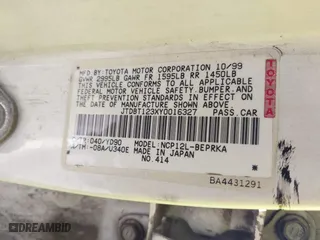 MFD. BY: TOYOTA MOTOR CORPORATION 10/99
GVWR 2995LB GAWR FR 1595LB RR 1450LB
THIS VEHICLE CONFORMS TO ALL APPLICABLE
FEDERAL MOTOR VEHICLE SAFETY, BUMPER, AND
THEFT PREVENTION STANDARDS IN EFFECT ON
THE DATE OF MANUFACTURE SHOWN ABOVE.
JTDBT123XY0016327 PASS.CAR
C/TR: 040/YD90 MODEL: NCP12L-BEPRKA
A/TM: -08A/U340E MADE IN JAPAN
NO.414
TOYOTA
BA4431291
DREAMBID